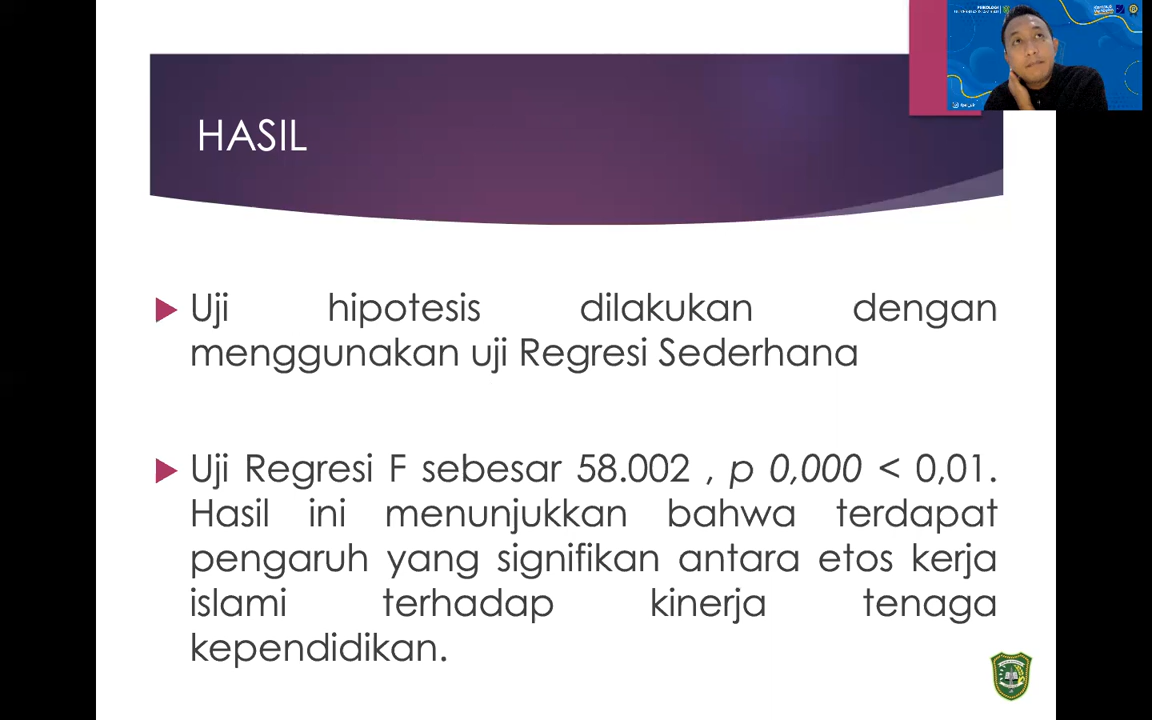 PSIKOLOGI
HASIL
Uji hipotesis dilakukan dengan
menggunakan uji Regresi Sederhana
Uji Regresi F sebesar 58.002 , p 0,000 < 0,01.
Hasil ini menunjukkan bahwa terdapat
pengaruh yang signifikan antara etos kerja
islami terhadap kinerja tenaga
kependidikan.